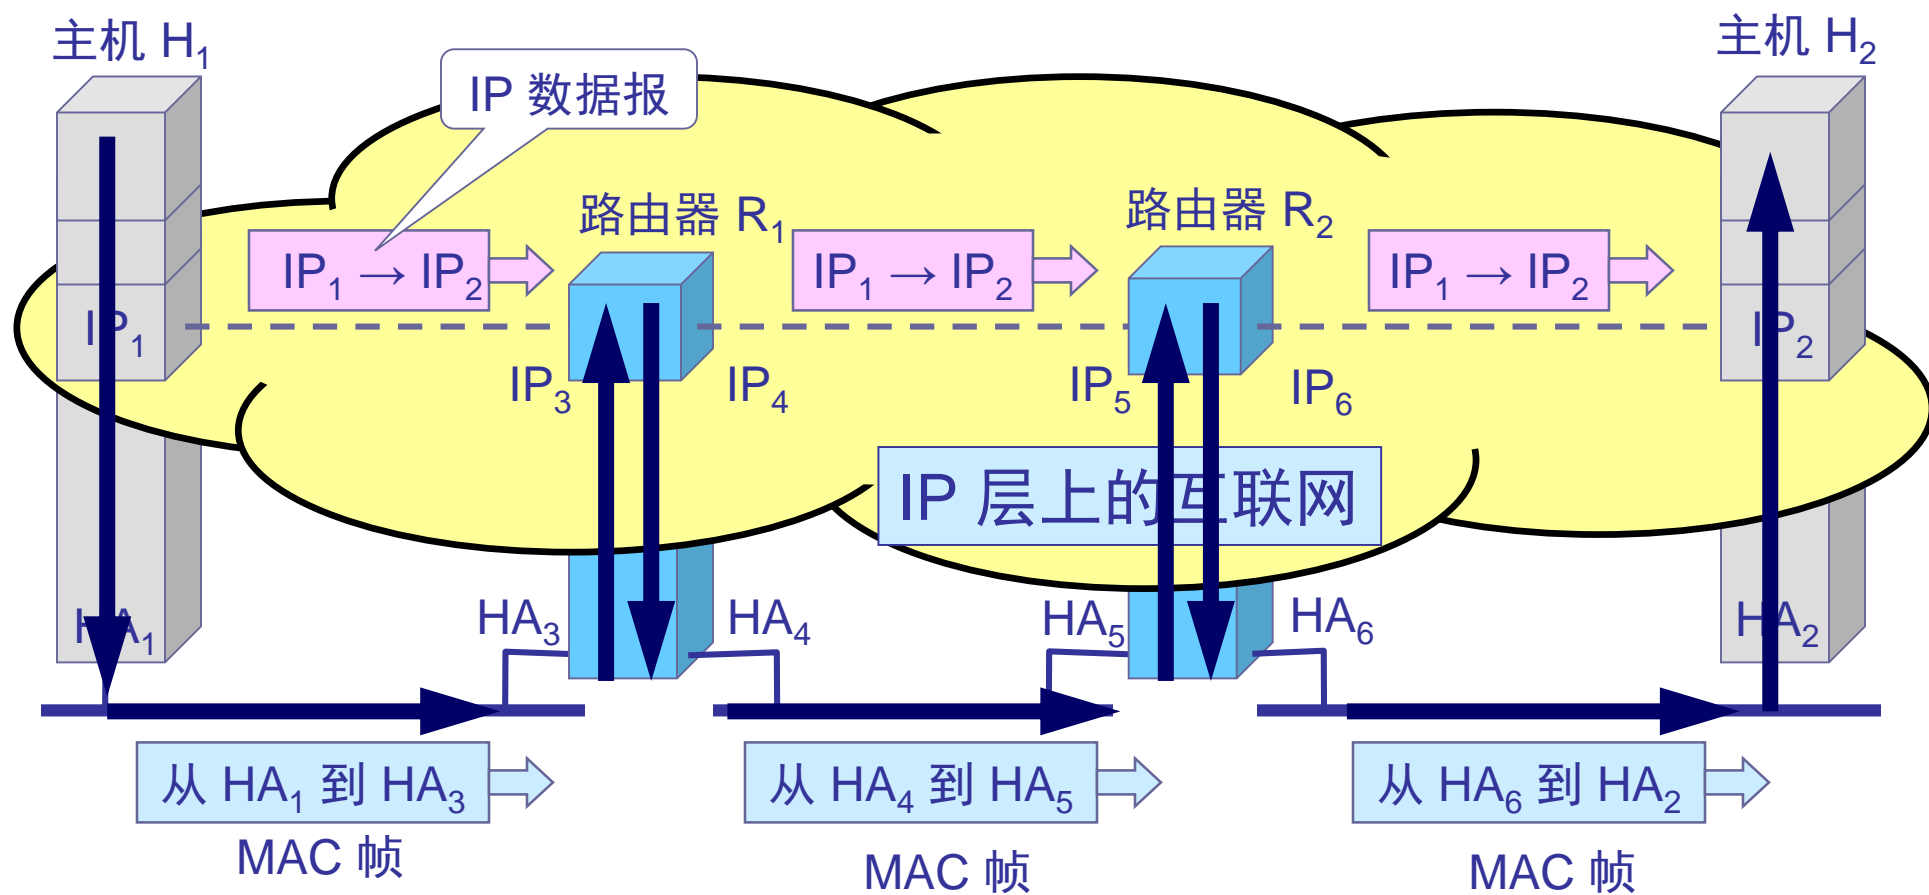 主机 H₁
主机 H₂
IP 数据报
路由器 R₁
路由器 R₂
IP₁ → IP₂
IP₁ → IP₂
IP₁ → IP₂
IP₁
IP₂
IP₃
IP₄
IP₅
IP₆
IP 层上的互联网
HA₁
HA₃
HA₄
HA₅
HA₆
HA₂
从 HA₁ 到 HA₃
从 HA₄ 到 HA₅
从 HA₆ 到 HA₂
MAC 帧
MAC 帧
MAC 帧